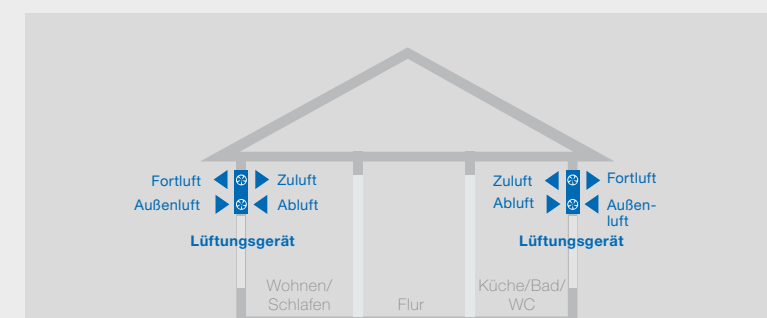 Fortluft
Zuluft
Zuluft
Fortluft
Außenluft
Abluft
Abluft
Außen-
luft
Lüftungsgerät
Lüftungsgerät
Wohnen/
Schlafen
Flur
Küche/Bad/
WC